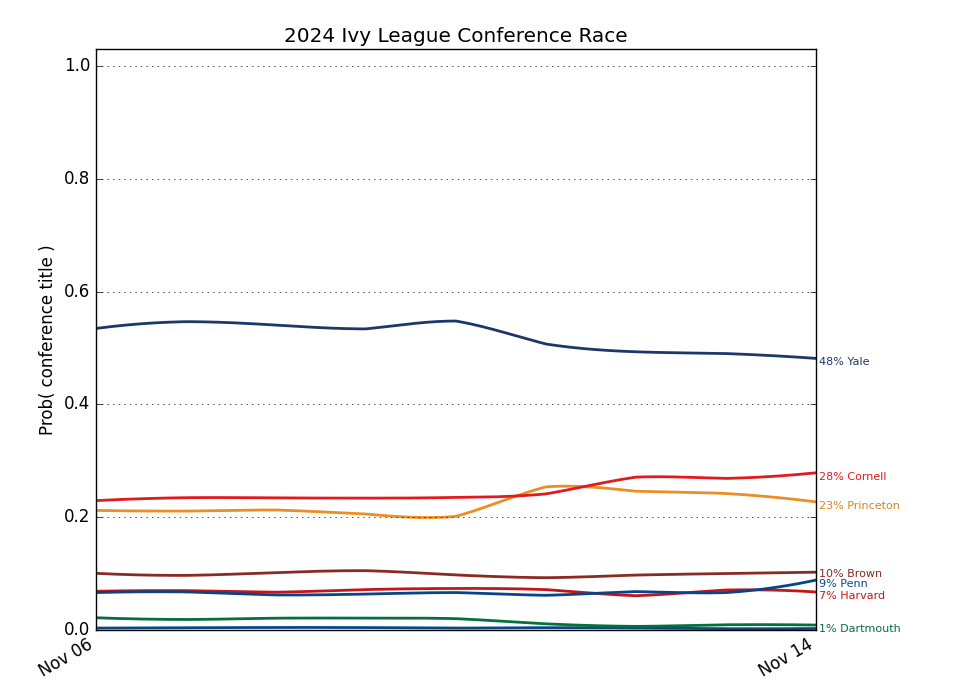 2024 Ivy League Conference Race
Prob( conference title )
1.0
0.8
0.6
0.4
0.2
0.0
Nov 06
Nov 14
48% Yale
28% Cornell
23% Princeton
10% Brown
9% Penn
7% Harvard
1% Dartmouth